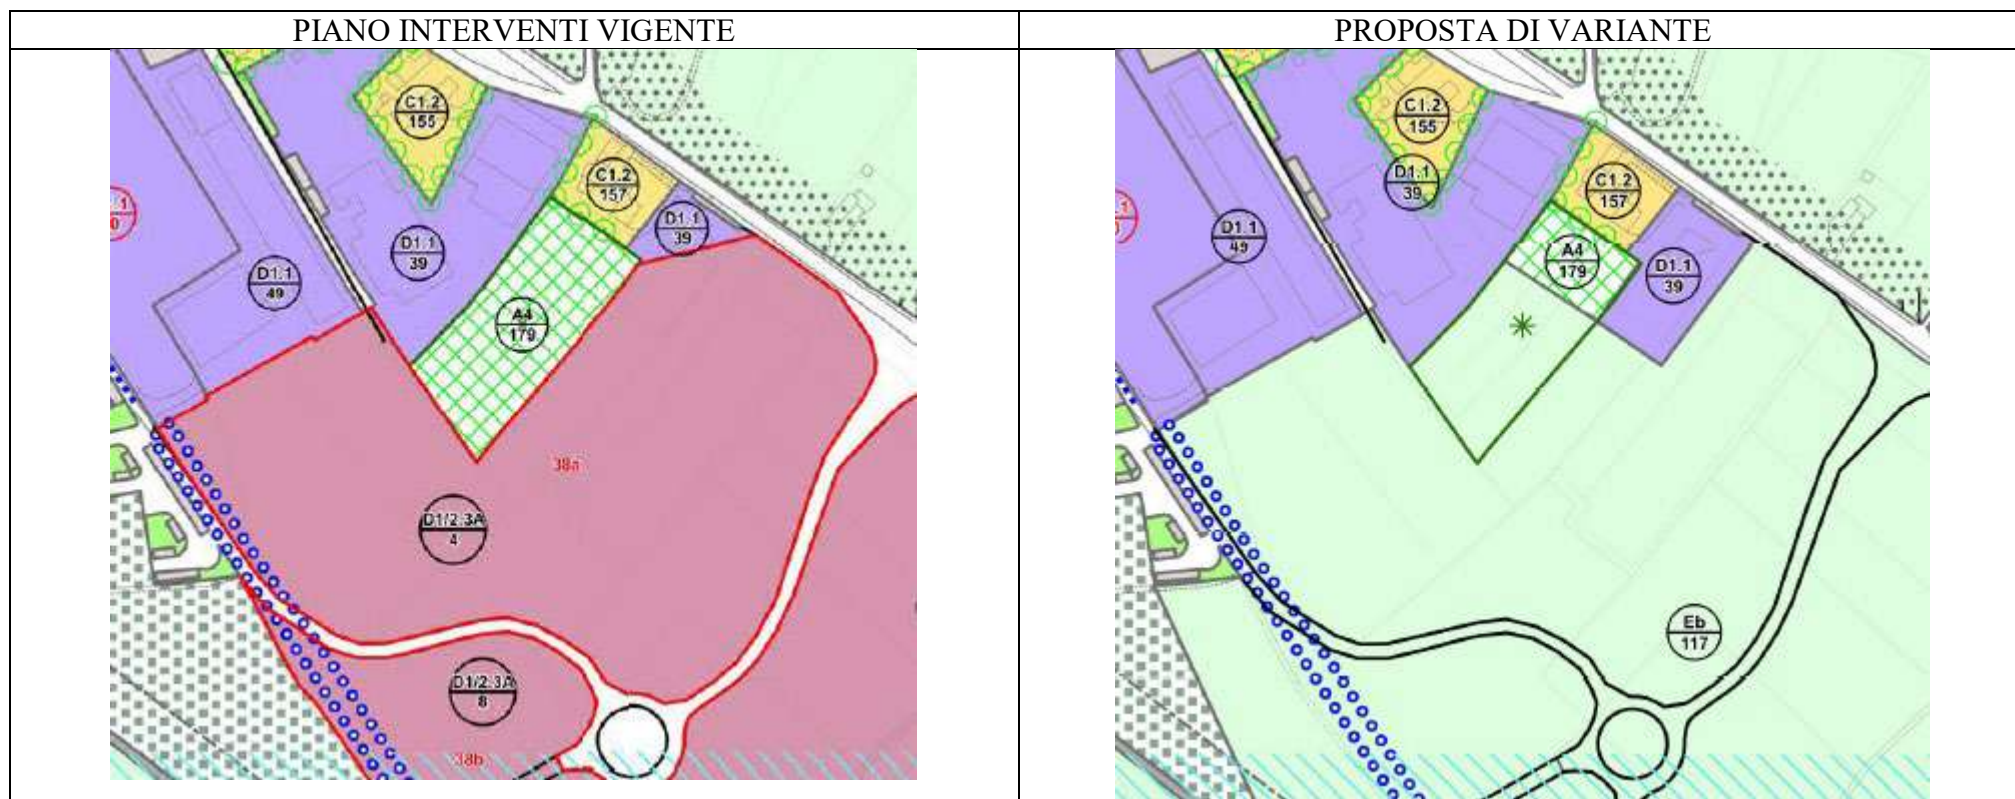 PIANO INTERVENTI VIGENTE
PROPOSTA DI VARIANTE
C1.2
155
C1.2
157
D1.1
39
D1.1
39
D1.1
49
A4
179
38a
D1/2.3A
4
D1/2.3A
8
38b
C1.2
155
D1.1
39
C1.2
157
D1.1
49
A4
179
D1.1
39
Eb
117